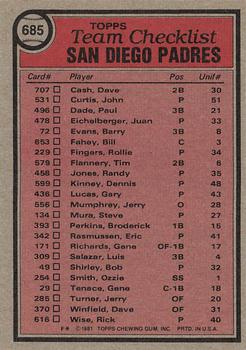 685
TOPPS
Team Checklist
SAN DIEGO PADRES
Card# Player Pos Unif#
707 Cash, Dave 2B 30
531 Curtis, John P 51
496 Dade, Paul 3B 4
478 Eichelberger, Juan P 33
72 Evans, Barry 3B 8
653 Fahey, Bill C 3
229 Fingers, Rollie P 34
579 Flannery, Tim 2B 6
458 Jones, Randy P 35
599 Kinney, Dennis P 48
436 Lucas, Gary P 43
556 Mumphrey, Jerry O 28
134 Mura, Steve P 27
393 Perkins, Broderick 1B 15
342 Rasmussen, Eric P 41
171 Richards, Gene OF-1B 17
309 Salazar, Luis 3B 4
49 Shirley, Bob P 32
254 Smith, Ozzie SS 1
29 Tenace, Gene C-1B 18
285 Turner, Jerry OF 20
370 Winfield, Dave OF 31
616 Wise, Rick P 40
F* © 1981 TOPPS CHEWING GUM, INC. PRTD. IN U.S.A.